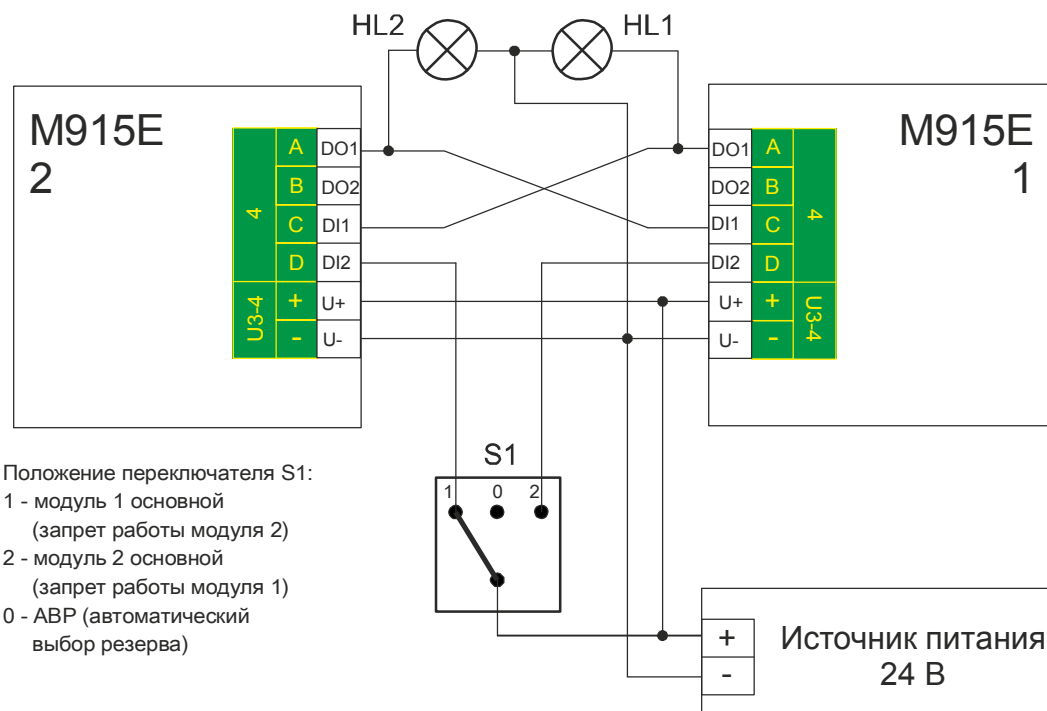 HL2
HL1
M915E
2
4
A
DO1
B
DO2
C
DI1
D
DI2
U3-4
+
U+
-
U-
M915E
1
DO1
A
DO2
B
DI1
C
4
DI2
D
U+
+
U3-4
U-
-
Положение переключателя S1:
1 - модуль 1 основной
(запрет работы модуля 2)
2 - модуль 2 основной
(запрет работы модуля 1)
0 - АВР (автоматический
выбор резерва)
S1
1 0 2
+
-
Источник питания
24 В